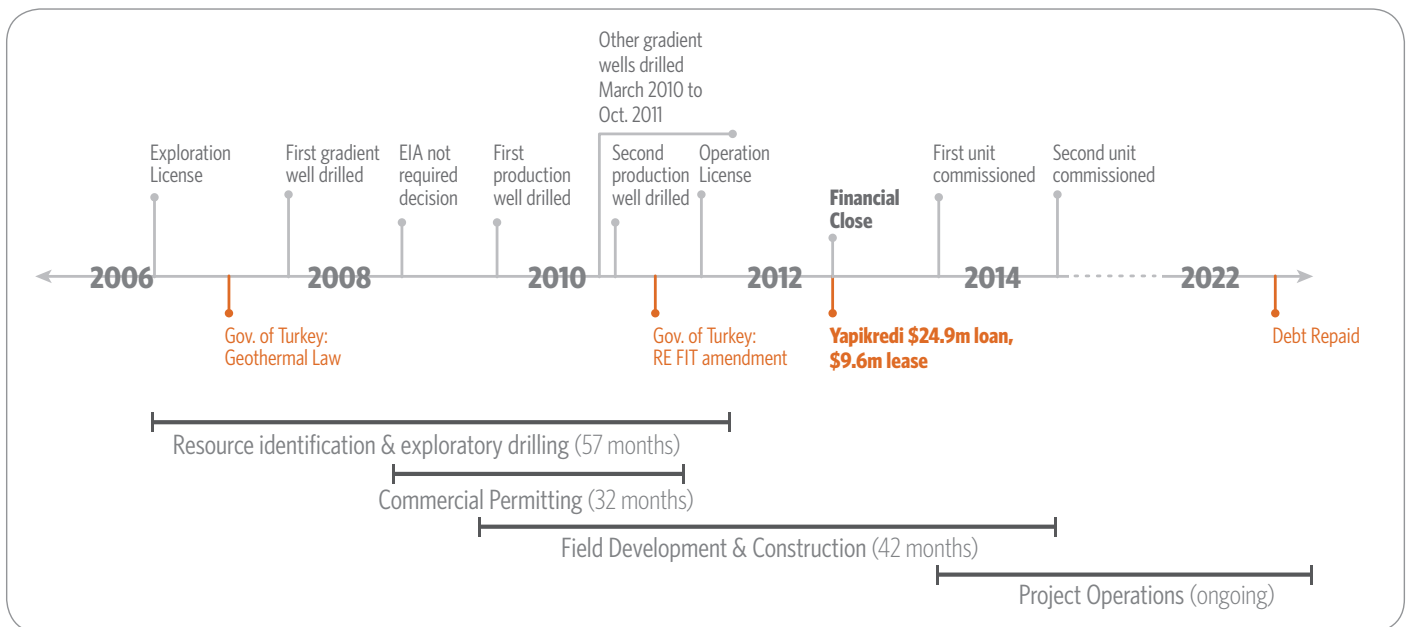 Other gradient
wells drilled
March 2010 to
Oct. 2011
Exploration
License
First gradient
well drilled
EIA not
required
decision
First
production
well drilled
Second
production
well drilled
Operation
License
Financial
Close
First unit
commissioned
Second unit
commissioned
2006
2008
2010
2012
2014
2022
Gov. of Turkey:
Geothermal Law
Gov. of Turkey:
RE FIT amendment
Yapikredi $24.9m loan,
$9.6m lease
Debt Repaid
Resource identification & exploratory drilling (57 months)
Commercial Permitting (32 months)
Field Development & Construction (42 months)
Project Operations (ongoing)